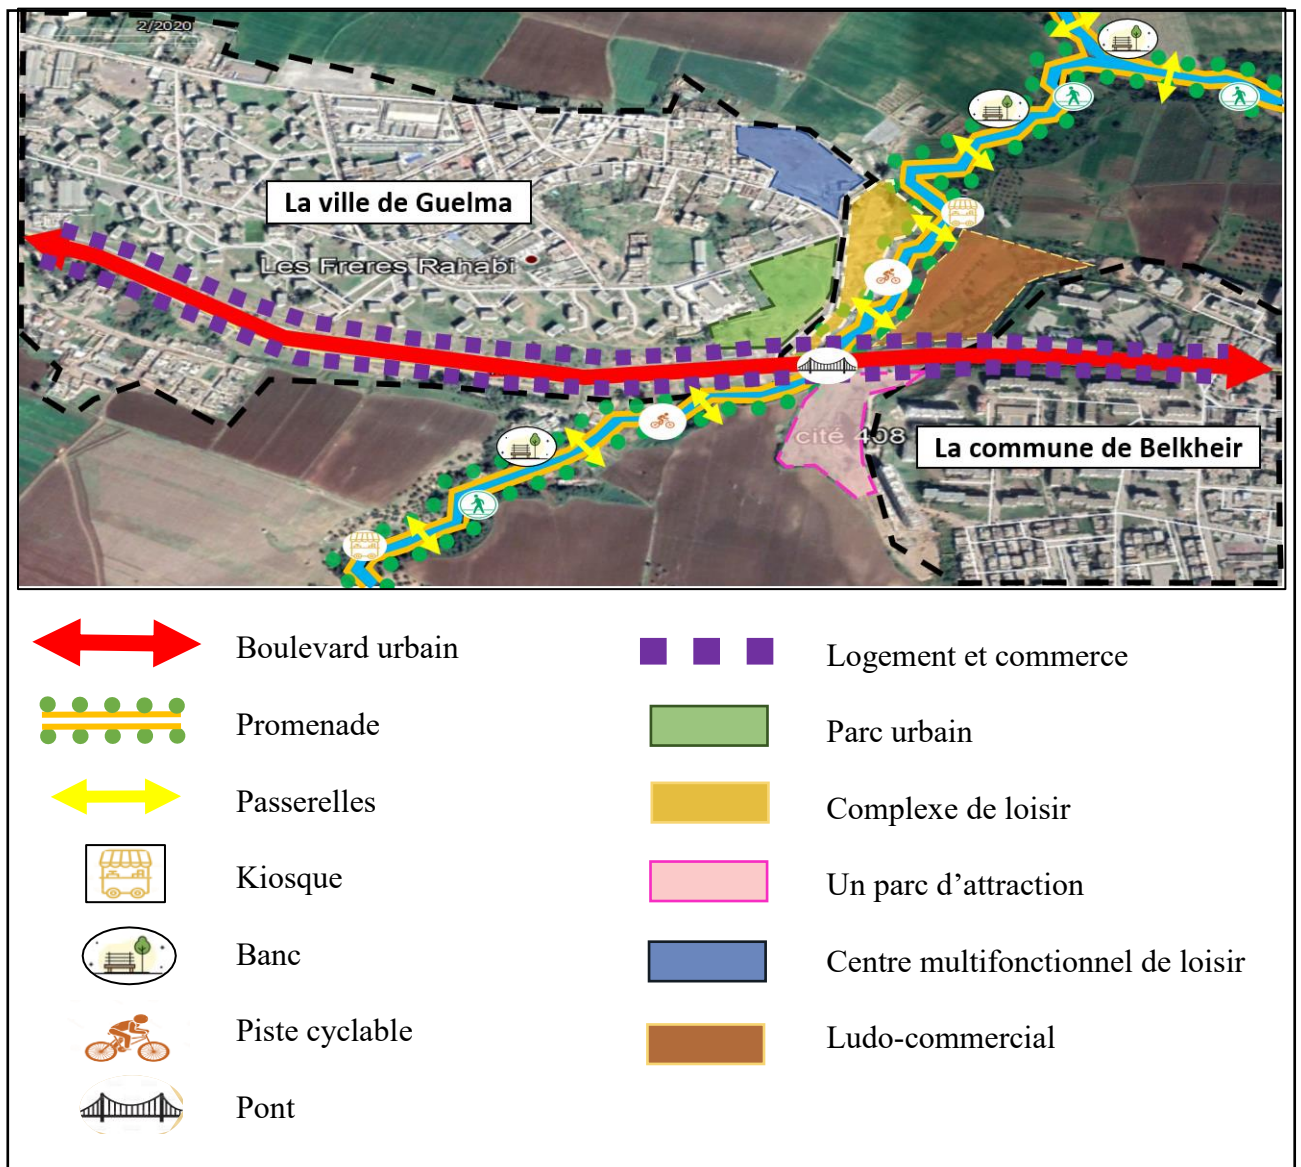 2/2020
La ville de Guelma
Les Freres Rahabi
cité 408
La commune de Belkheir
Boulevard urbain
Promenade
Passerelles
Kiosque
Banc
Piste cyclable
Pont
Logement et commerce
Parc urbain
Complexe de loisir
Un parc d’attraction
Centre multifonctionnel de loisir
Ludo-commercial